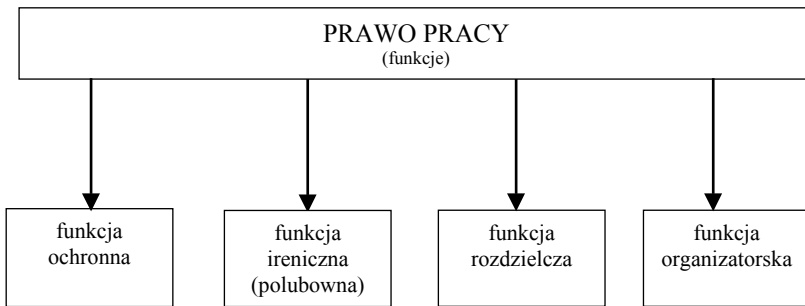 PRAWO PRACY
(funkcje)
funkcja
ochronna
funkcja
ireniczna
(polubowna)
funkcja
rozdzielcza
funkcja
organizatorska